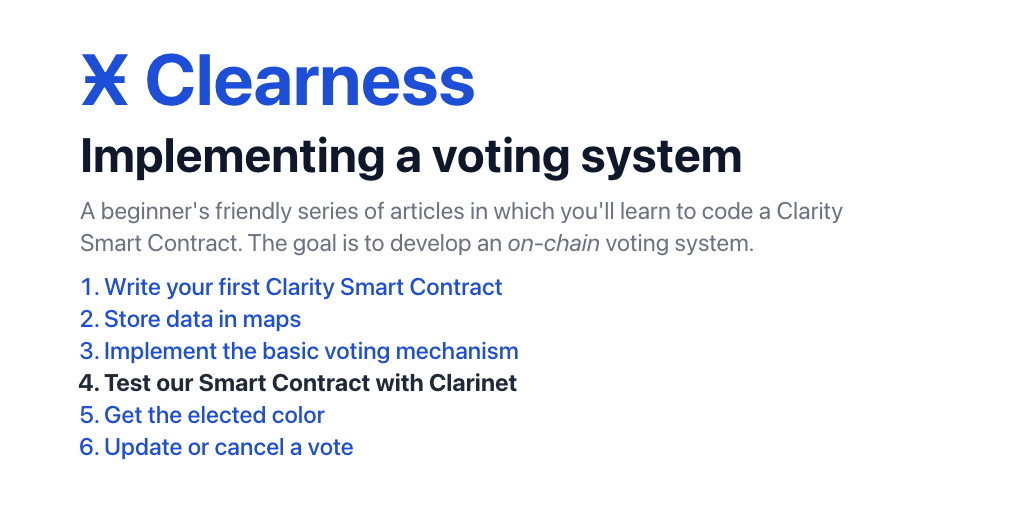 Ӿ Clearness
Implementing a voting system
A beginner's friendly series of articles in which you'll learn to code a Clarity
Smart Contract. The goal is to develop an on-chain voting system.
1. Write your first Clarity Smart Contract
2. Store data in maps
3. Implement the basic voting mechanism
4. Test our Smart Contract with Clarinet
5. Get the elected color
6. Update or cancel a vote